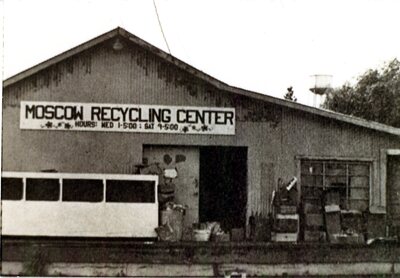 MOSCOW RECYCLING CENTER
HOURS: WED 1-5:00; SAT 9-5:00